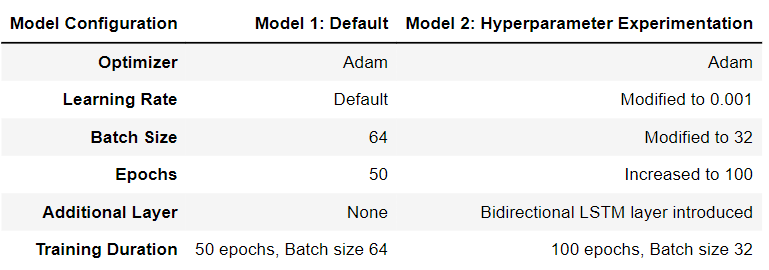 Model Configuration Model 1: Default Model 2: Hyperparameter Experimentation
Optimizer Adam Adam
Learning Rate Default Modified to 0.001
Batch Size 64 Modified to 32
Epochs 50 Increased to 100
Additional Layer None Bidirectional LSTM layer introduced
Training Duration 50 epochs, Batch size 64 100 epochs, Batch size 32